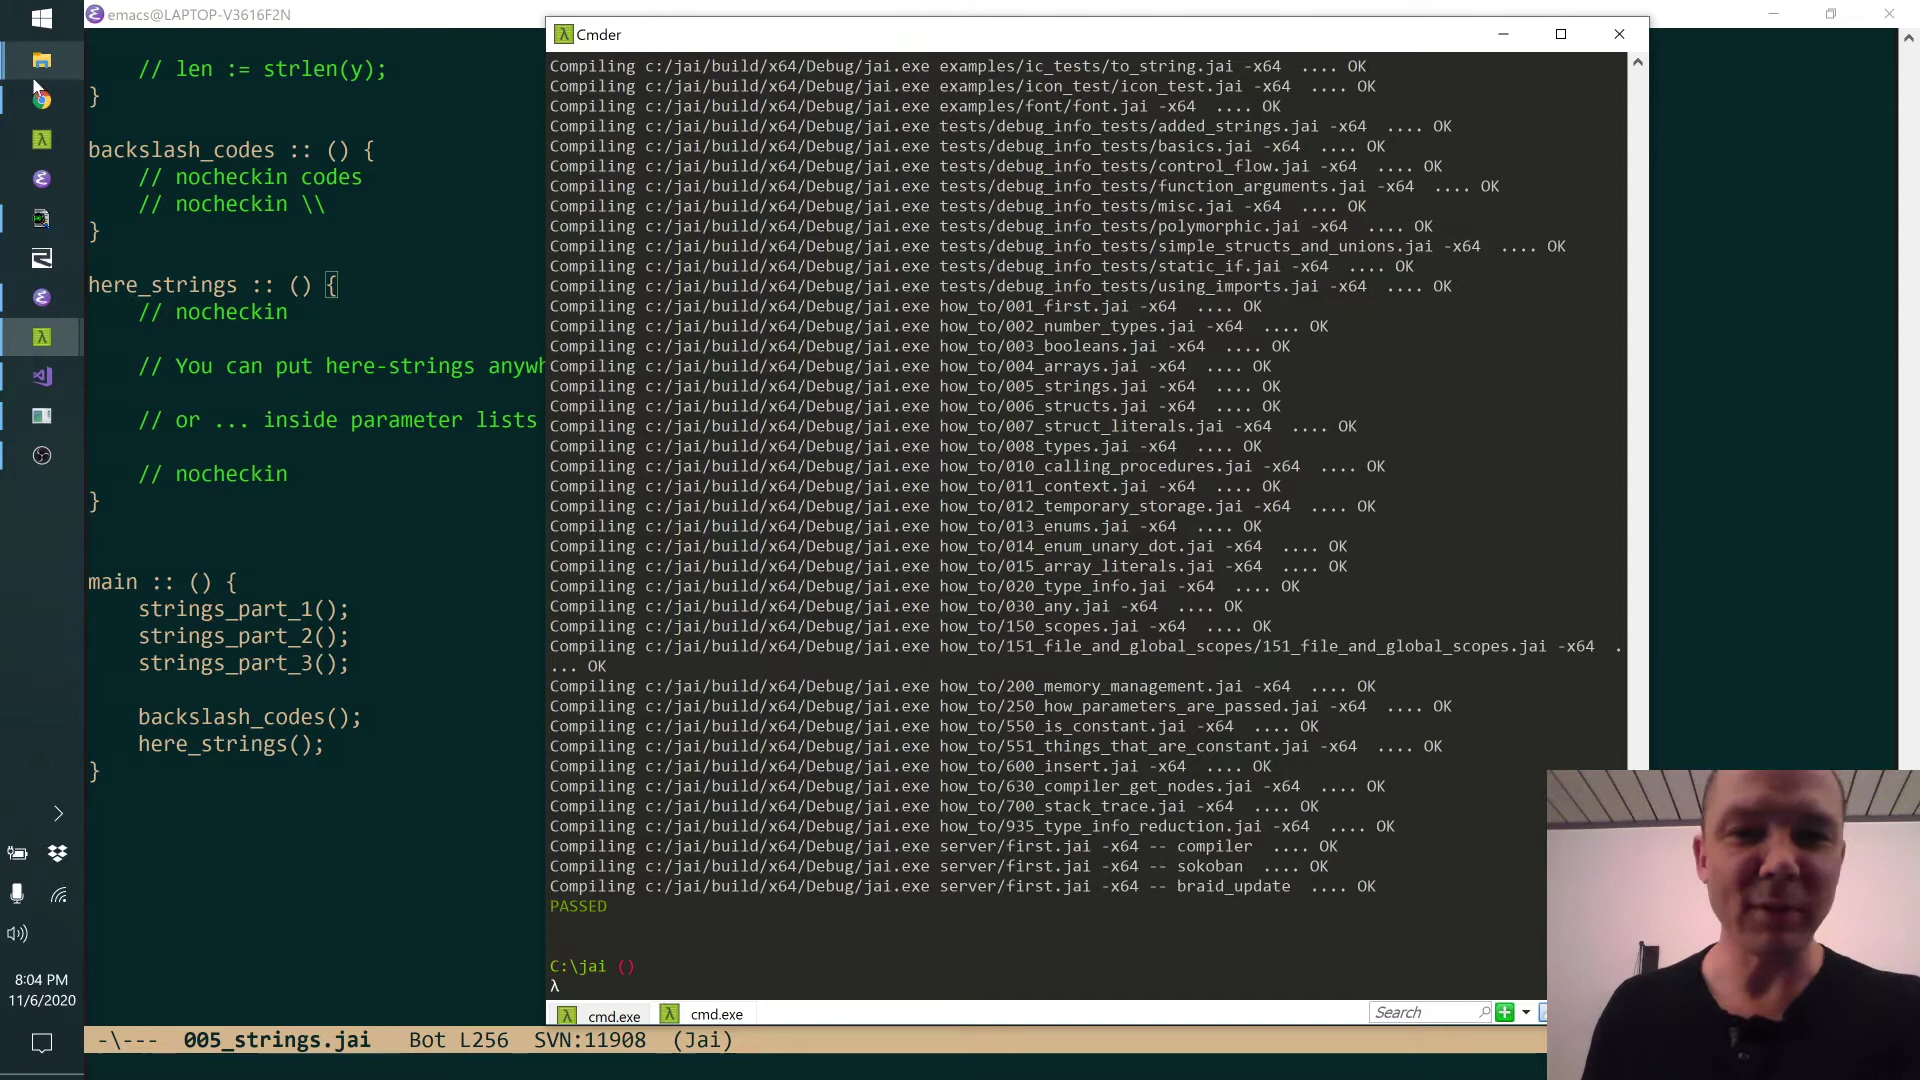 emacs@LAPTOP-V3616F2N
// len := strlen(y);
}
backslash_codes :: () {
// nocheckin codes
// nocheckin \\
}
here_strings :: () {
// nocheckin
// You can put here-strings anywh
// or ... inside parameter lists
// nocheckin
}
main :: () {
strings_part_1();
strings_part_2();
strings_part_3();
backslash_codes();
here_strings();
}
-\--- 005_strings.jai Bot L256 SVN:11908 (Jai)
Cmder
Compiling c:/jai/build/x64/Debug/jai.exe examples/ic_tests/to_string.jai -x64 .... OK
Compiling c:/jai/build/x64/Debug/jai.exe examples/icon_test/icon_test.jai -x64 .... OK
Compiling c:/jai/build/x64/Debug/jai.exe examples/font/font.jai -x64 .... OK
Compiling c:/jai/build/x64/Debug/jai.exe tests/debug_info_tests/added_strings.jai -x64 .... OK
Compiling c:/jai/build/x64/Debug/jai.exe tests/debug_info_tests/basics.jai -x64 .... OK
Compiling c:/jai/build/x64/Debug/jai.exe tests/debug_info_tests/control_flow.jai -x64 .... OK
Compiling c:/jai/build/x64/Debug/jai.exe tests/debug_info_tests/function_arguments.jai -x64 .... OK
Compiling c:/jai/build/x64/Debug/jai.exe tests/debug_info_tests/misc.jai -x64 .... OK
Compiling c:/jai/build/x64/Debug/jai.exe tests/debug_info_tests/polymorphic.jai -x64 .... OK
Compiling c:/jai/build/x64/Debug/jai.exe tests/debug_info_tests/simple_structs_and_unions.jai -x64 .... OK
Compiling c:/jai/build/x64/Debug/jai.exe tests/debug_info_tests/static_if.jai -x64 .... OK
Compiling c:/jai/build/x64/Debug/jai.exe tests/debug_info_tests/using_imports.jai -x64 .... OK
Compiling c:/jai/build/x64/Debug/jai.exe how_to/001_first.jai -x64 .... OK
Compiling c:/jai/build/x64/Debug/jai.exe how_to/002_number_types.jai -x64 .... OK
Compiling c:/jai/build/x64/Debug/jai.exe how_to/003_booleans.jai -x64 .... OK
Compiling c:/jai/build/x64/Debug/jai.exe how_to/004_arrays.jai -x64 .... OK
Compiling c:/jai/build/x64/Debug/jai.exe how_to/005_strings.jai -x64 .... OK
Compiling c:/jai/build/x64/Debug/jai.exe how_to/006_structs.jai -x64 .... OK
Compiling c:/jai/build/x64/Debug/jai.exe how_to/007_struct_literals.jai -x64 .... OK
Compiling c:/jai/build/x64/Debug/jai.exe how_to/008_types.jai -x64 .... OK
Compiling c:/jai/build/x64/Debug/jai.exe how_to/010_calling_procedures.jai -x64 .... OK
Compiling c:/jai/build/x64/Debug/jai.exe how_to/011_context.jai -x64 .... OK
Compiling c:/jai/build/x64/Debug/jai.exe how_to/012_temporary_storage.jai -x64 .... OK
Compiling c:/jai/build/x64/Debug/jai.exe how_to/013_enums.jai -x64 .... OK
Compiling c:/jai/build/x64/Debug/jai.exe how_to/014_enum_unary_dot.jai -x64 .... OK
Compiling c:/jai/build/x64/Debug/jai.exe how_to/015_array_literals.jai -x64 .... OK
Compiling c:/jai/build/x64/Debug/jai.exe how_to/020_type_info.jai -x64 .... OK
Compiling c:/jai/build/x64/Debug/jai.exe how_to/030_any.jai -x64 .... OK
Compiling c:/jai/build/x64/Debug/jai.exe how_to/150_scopes.jai -x64 .... OK
Compiling c:/jai/build/x64/Debug/jai.exe how_to/151_file_and_global_scopes/151_file_and_global_scopes.jai -x64 .
... OK
Compiling c:/jai/build/x64/Debug/jai.exe how_to/200_memory_management.jai -x64 .... OK
Compiling c:/jai/build/x64/Debug/jai.exe how_to/250_how_parameters_are_passed.jai -x64 .... OK
Compiling c:/jai/build/x64/Debug/jai.exe how_to/550_is_constant.jai -x64 .... OK
Compiling c:/jai/build/x64/Debug/jai.exe how_to/551_things_that_are_constant.jai -x64 .... OK
Compiling c:/jai/build/x64/Debug/jai.exe how_to/600_insert.jai -x64 .... OK
Compiling c:/jai/build/x64/Debug/jai.exe how_to/630_compiler_get_nodes.jai -x64 .... OK
Compiling c:/jai/build/x64/Debug/jai.exe how_to/700_stack_trace.jai -x64 .... OK
Compiling c:/jai/build/x64/Debug/jai.exe how_to/935_type_info_reduction.jai -x64 .... OK
Compiling c:/jai/build/x64/Debug/jai.exe server/first.jai -x64 -- compiler .... OK
Compiling c:/jai/build/x64/Debug/jai.exe server/first.jai -x64 -- sokoban .... OK
Compiling c:/jai/build/x64/Debug/jai.exe server/first.jai -x64 -- braid_update .... OK
PASSED
C:\jai ()
λ
cmd.exe cmd.exe Search
8:04 PM
11/6/2020